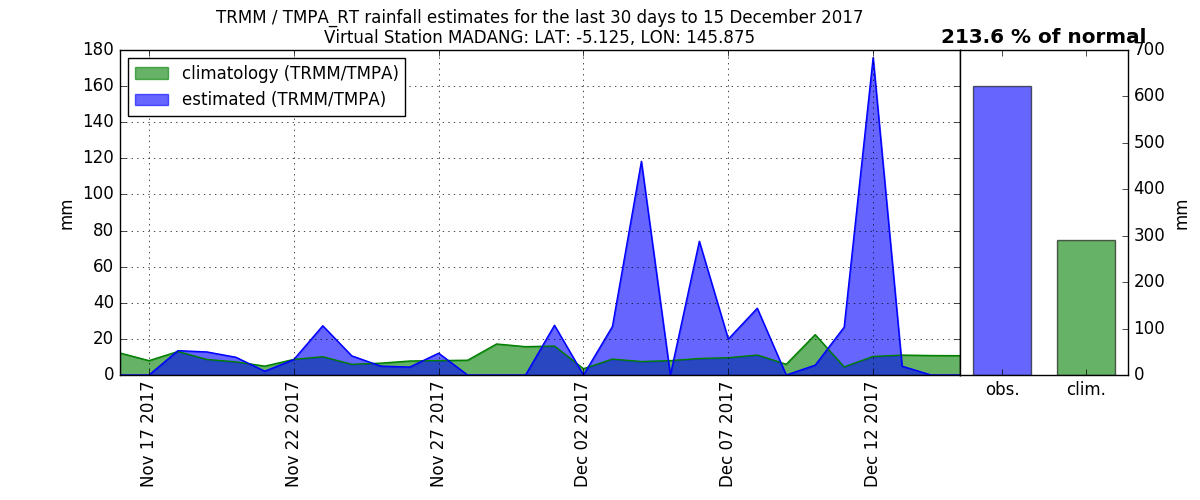 TRMM / TMPA_RT rainfall estimates for the last 30 days to 15 December 2017
Virtual Station MADANG: LAT: -5.125, LON: 145.875
213.6 % of normal
climatology (TRMM/TMPA)
estimated (TRMM/TMPA)
mm
180
160
140
120
100
80
60
40
20
0
Nov 17 2017
Nov 22 2017
Nov 27 2017
Dec 02 2017
Dec 07 2017
Dec 12 2017
700
600
500
400
300
200
100
0
mm
obs.
clim.